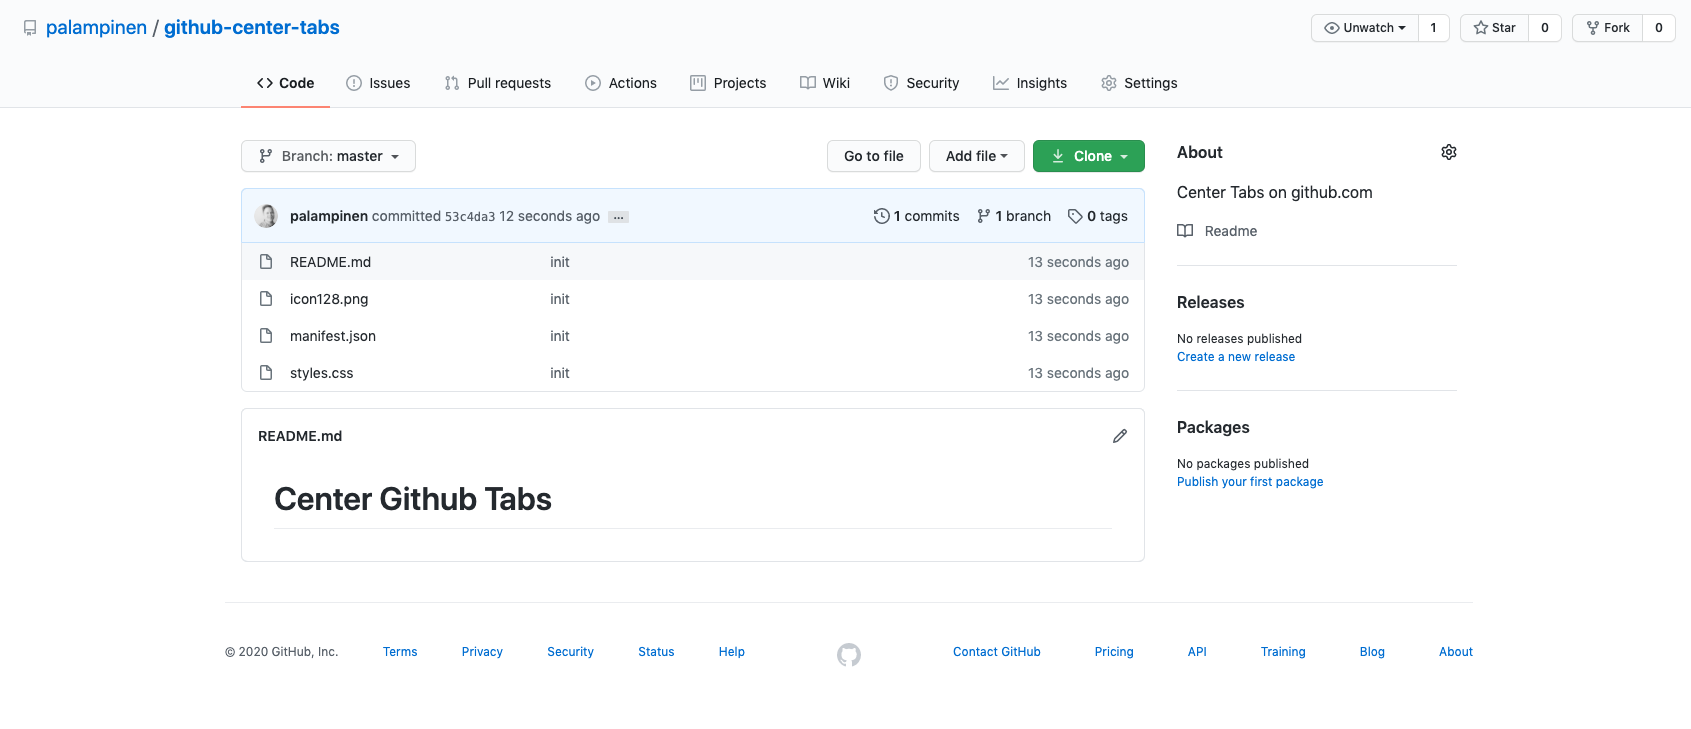 palampinen / github-center-tabs
Unwatch 1 Star 0 Fork 0
Code Issues Pull requests Actions Projects Wiki Security Insights Settings
Branch: master Go to file Add file Clone
palampinen committed 53c4da3 12 seconds ago ... 1 commits 1 branch 0 tags
README.md init 13 seconds ago
icon128.png init 13 seconds ago
manifest.json init 13 seconds ago
styles.css init 13 seconds ago
README.md
Center Github Tabs
About
Center Tabs on github.com
Readme
Releases
No releases published
Create a new release
Packages
No packages published
Publish your first package
© 2020 GitHub, Inc. Terms Privacy Security Status Help Contact GitHub Pricing API Training Blog About